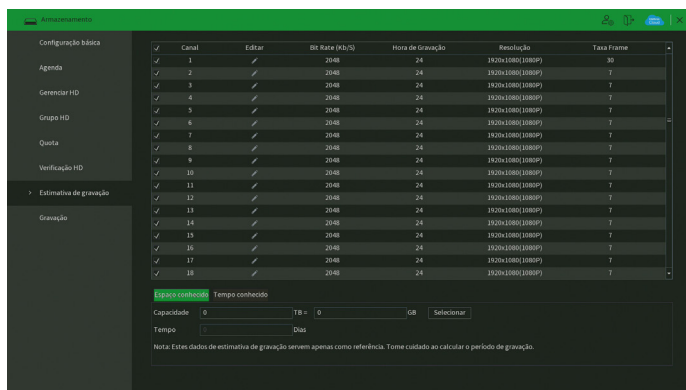 Armazenamento
Configuração básica
Agenda
Gerenciar HD
Grupo HD
Quota
Verificação HD
> Estimativa de gravação
Gravação
Canal Editar Bit Rate (Kb/S) Hora de Gravação Resolução Taxa Frame
1 2048 24 1920x1080(1080P) 30
2 2048 24 1920x1080(1080P) 7
3 2048 24 1920x1080(1080P) 7
4 2048 24 1920x1080(1080P) 7
5 2048 24 1920x1080(1080P) 7
6 2048 24 1920x1080(1080P) 7
7 2048 24 1920x1080(1080P) 7
8 2048 24 1920x1080(1080P) 7
9 2048 24 1920x1080(1080P) 7
10 2048 24 1920x1080(1080P) 7
11 2048 24 1920x1080(1080P) 7
12 2048 24 1920x1080(1080P) 7
13 2048 24 1920x1080(1080P) 7
14 2048 24 1920x1080(1080P) 7
15 2048 24 1920x1080(1080P) 7
16 2048 24 1920x1080(1080P) 7
17 2048 24 1920x1080(1080P) 7
18 2048 24 1920x1080(1080P) 7
Espaço conhecido Tempo conhecido
Capacidade 0 TB = 0 GB Selecionar
Tempo 0 Dias
Nota: Estes dados de estimativa de gravação servem apenas como referência. Tome cuidado ao calcular o período de gravação.